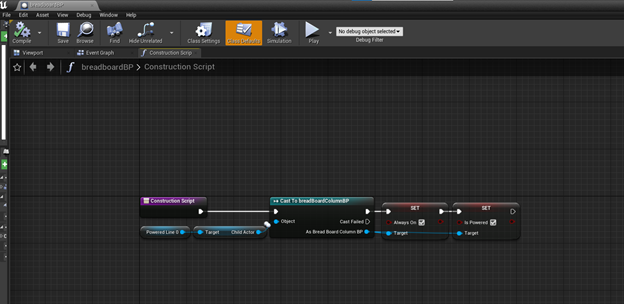 breadboardBP
File Edit Asset View Debug Window Help
Compile Save Browse Find Hide Unrelated Class Settings Class Defaults Simulation Play No debug object selected
Debug Filter
Viewport Event Graph Construction Scrip
breadboardBP > Construction Script
Construction Script
Cast To breadBoardColumnBP
SET
SET
Object
Cast Failed
As Bread Board Column BP
Always On
Target
Is Powered
Target
Powered Line 0
Target Child Actor